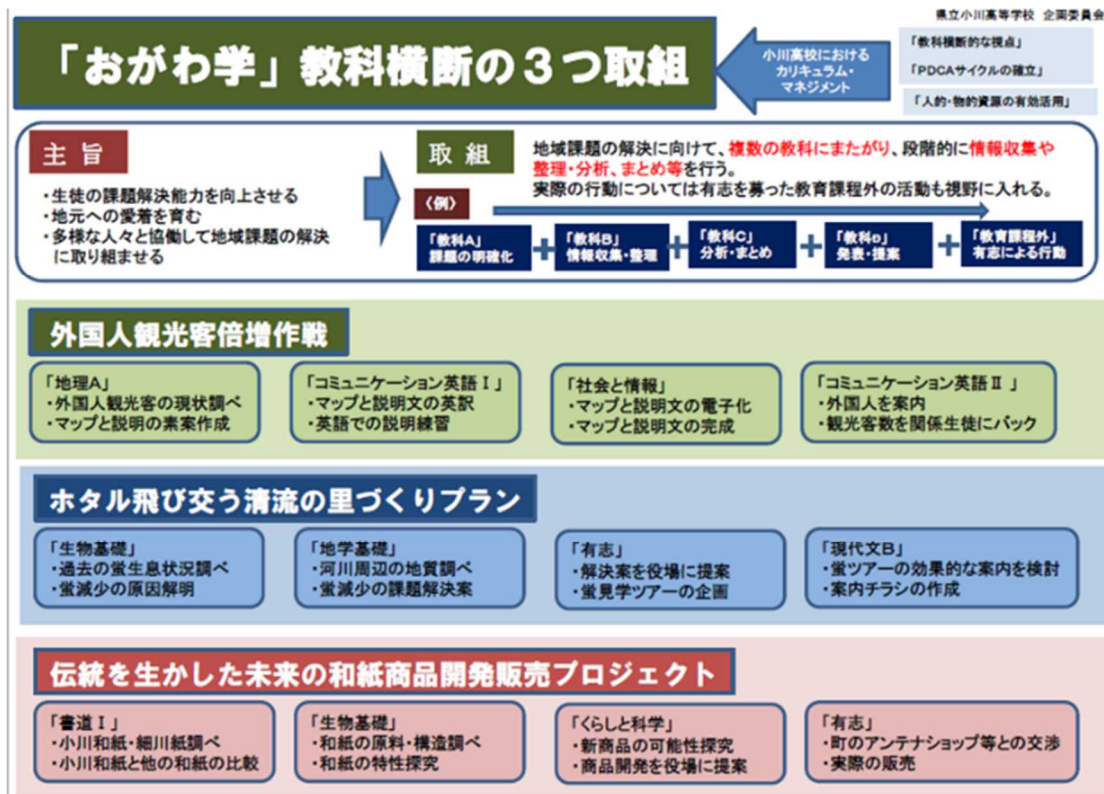 県立小川高等学校 企画委員会
「おがわ学」教科横断の３つ取組
小川高校における
カリキュラム・
マネジメント
「教科横断的な視点」
「PDCAサイクルの確立」
「人的・物的資源の有効活用」
主旨
・生徒の課題解決能力を向上させる
・地元への愛着を育む
・多様な人々と協働して地域課題の解決
に取り組ませる
取組
地域課題の解決に向けて、複数の教科にまたがり、段階的に情報収集や
整理・分析、まとめ等を行う。
実際の行動については有志を募った教育課程外の活動も視野に入れる。
〈例〉
「教科A」
課題の明確化
＋
「教科B」
情報収集・整理
＋
「教科C」
分析・まとめ
＋
「教科D」
発表・提案
＋
「教育課程外」
有志による行動
外国人観光客倍増作戦
「地理A」
・外国人観光客の現状調べ
・マップと説明の素案作成
「コミュニケーション英語Ⅰ」
・マップと説明文の英訳
・英語での説明練習
「社会と情報」
・マップと説明文の電子化
・マップと説明文の完成
「コミュニケーション英語Ⅱ」
・外国人を案内
・観光客数を関係生徒にバック
ホタル飛び交う清流の里づくりプラン
「生物基礎」
・過去の蛍生息状況調べ
・蛍減少の原因解明
「地学基礎」
・河川周辺の地質調べ
・蛍減少の課題解決案
「有志」
・解決案を役場に提案
・蛍見学ツアーの企画
「現代文B」
・蛍ツアーの効果的な案内を検討
・案内チラシの作成
伝統を生かした未来の和紙商品開発販売プロジェクト
「書道Ⅰ」
・小川和紙・細川紙調べ
・小川和紙と他の和紙の比較
「生物基礎」
・和紙の原料・構造調べ
・和紙の特性探究
「くらしと科学」
・新商品の可能性探究
・商品開発を役場に提案
「有志」
・町のアンテナショップ等との交渉
・実際の販売